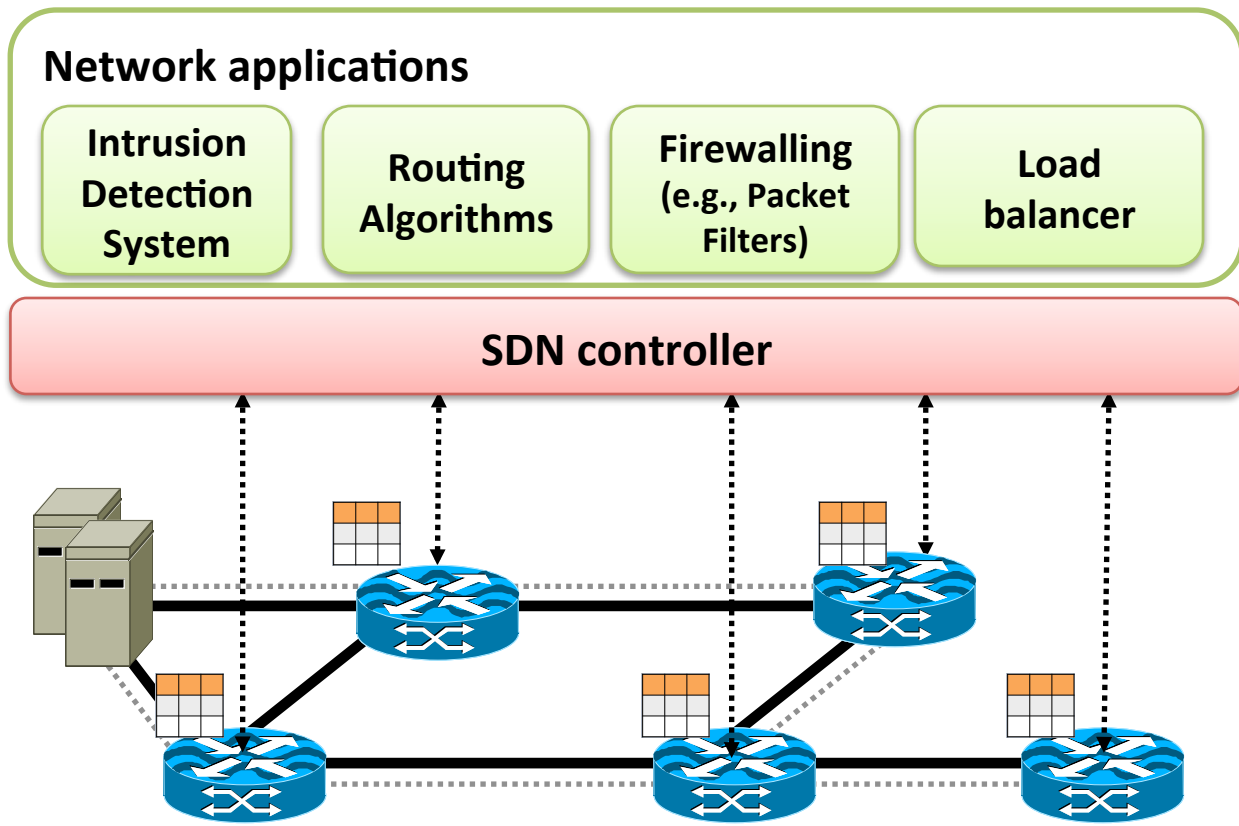 Network applications
Intrusion
Detection
System
Routing
Algorithms
Firewalling
(e.g., Packet
Filters)
Load
balancer
SDN controller